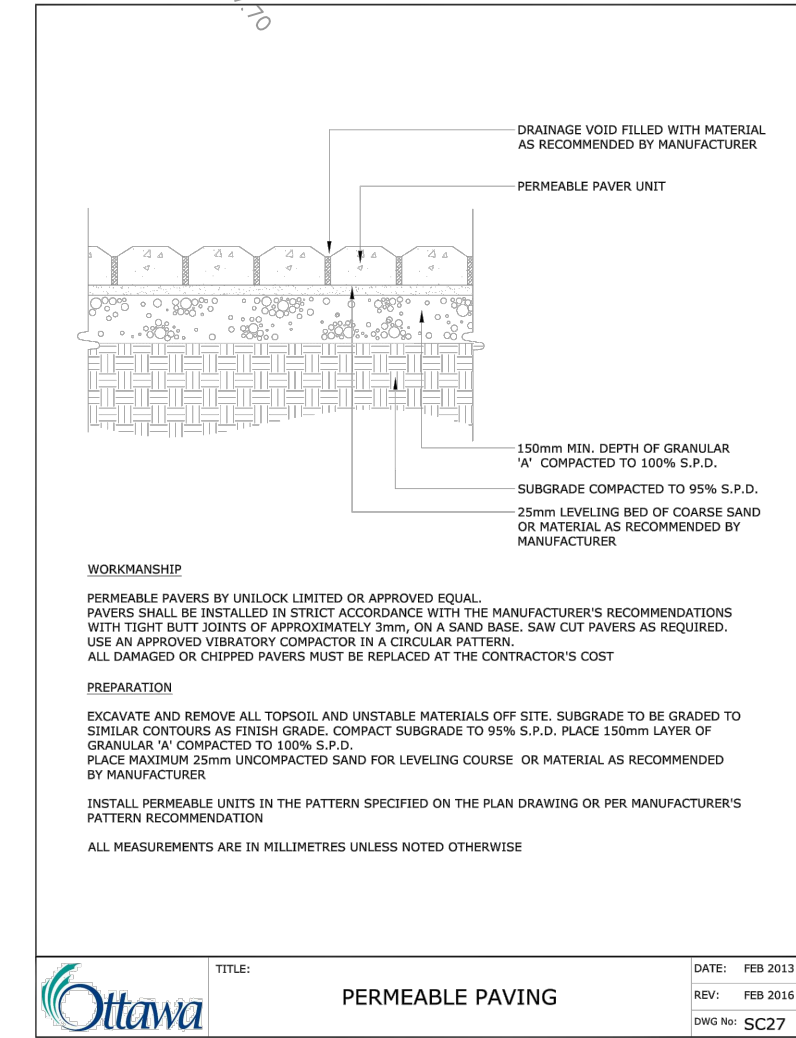 .70
DRAINAGE VOID FILLED WITH MATERIAL
AS RECOMMENDED BY MANUFACTURER
PERMEABLE PAVER UNIT
150mm MIN. DEPTH OF GRANULAR
'A' COMPACTED TO 100% S.P.D.
SUBGRADE COMPACTED TO 95% S.P.D.
25mm LEVELING BED OF COARSE SAND
OR MATERIAL AS RECOMMENDED BY
MANUFACTURER
WORKMANSHIP
PERMEABLE PAVERS BY UNILOCK LIMITED OR APPROVED EQUAL.
PAVERS SHALL BE INSTALLED IN STRICT ACCORDANCE WITH THE MANUFACTURER'S RECOMMENDATIONS
WITH TIGHT BUTT JOINTS OF APPROXIMATELY 3mm, ON A SAND BASE. SAW CUT PAVERS AS REQUIRED.
USE AN APPROVED VIBRATORY COMPACTOR IN A CIRCULAR PATTERN.
ALL DAMAGED OR CHIPPED PAVERS MUST BE REPLACED AT THE CONTRACTOR'S COST
PREPARATION
EXCAVATE AND REMOVE ALL TOPSOIL AND UNSTABLE MATERIALS OFF SITE. SUBGRADE TO BE GRADED TO
SIMILAR CONTOURS AS FINISH GRADE. COMPACT SUBGRADE TO 95% S.P.D. PLACE 150mm LAYER OF
GRANULAR 'A' COMPACTED TO 100% S.P.D.
PLACE MAXIMUM 25mm UNCOMPACTED SAND FOR LEVELING COURSE OR MATERIAL AS RECOMMENDED
BY MANUFACTURER
INSTALL PERMEABLE UNITS IN THE PATTERN SPECIFIED ON THE PLAN DRAWING OR PER MANUFACTURER'S
PATTERN RECOMMENDATION
ALL MEASUREMENTS ARE IN MILLIMETRES UNLESS NOTED OTHERWISE
Ottawa
TITLE:
PERMEABLE PAVING
DATE: FEB 2013
REV: FEB 2016
DWG No: SC27